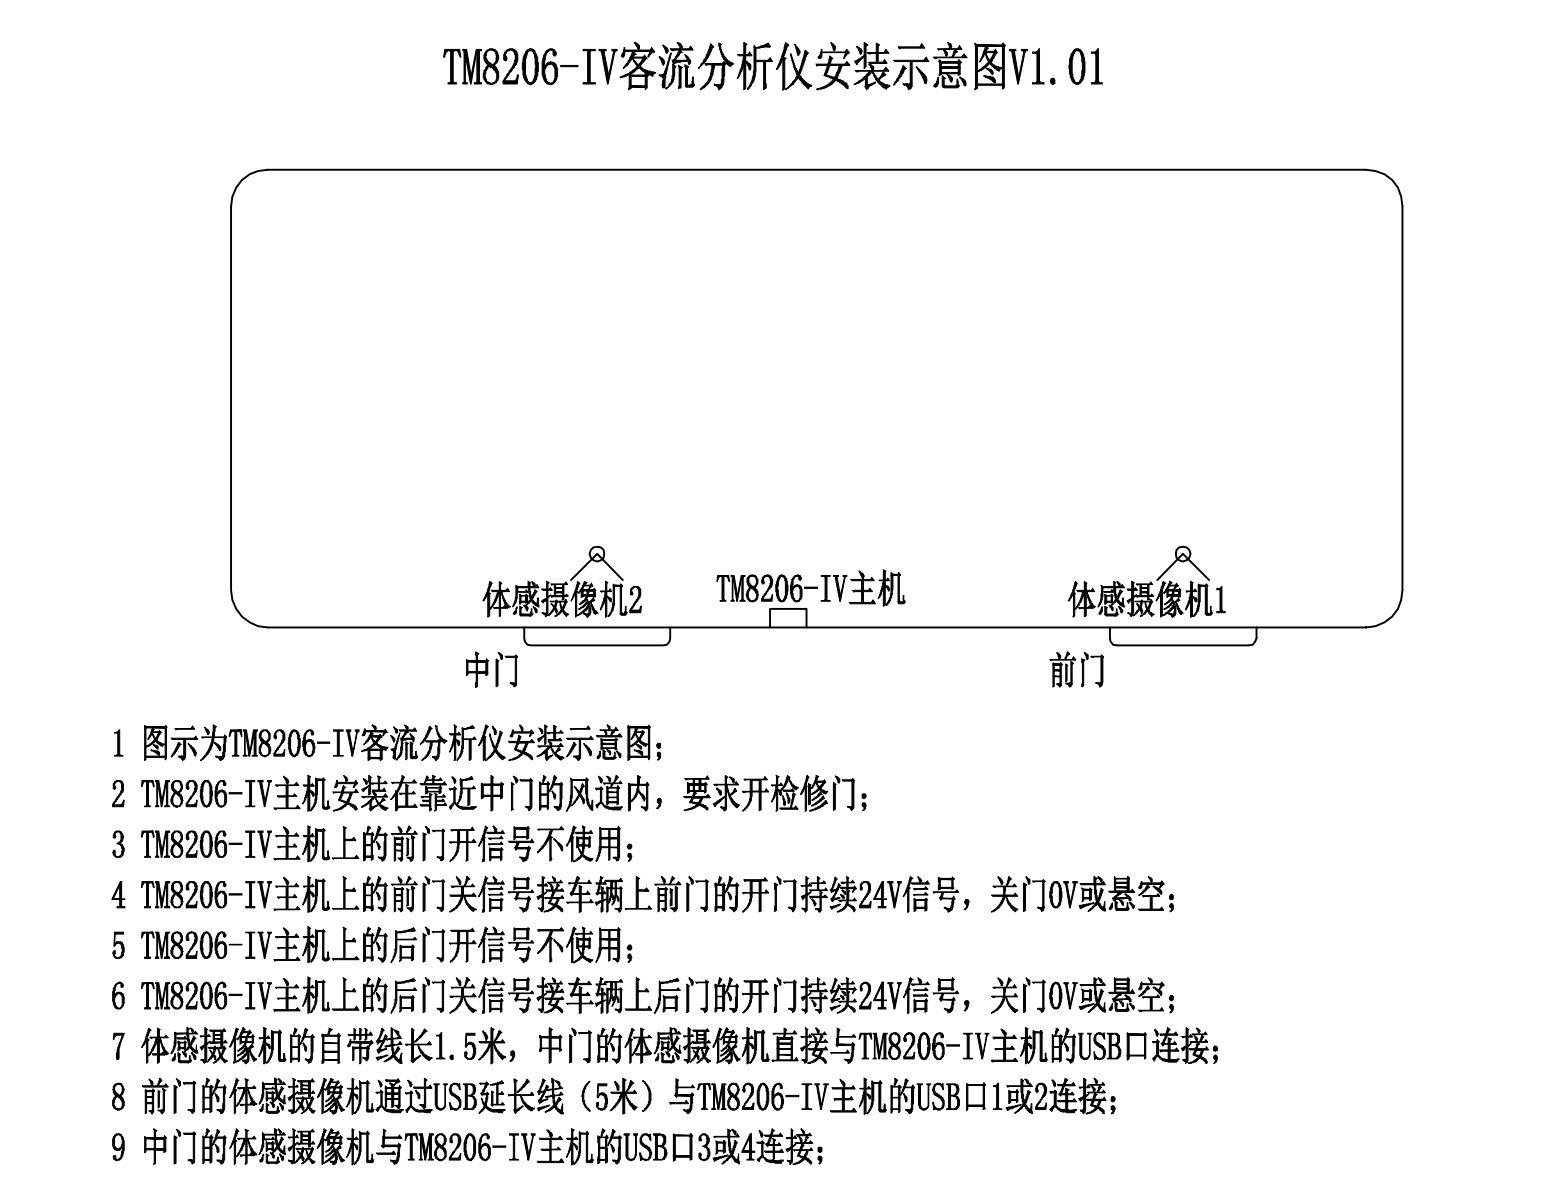 TM8206-IV客流分析仪安装示意图V1.01
体感摄像机2
TM8206-IV主机
体感摄像机1
中门
前门
1 图示为TM8206-IV客流分析仪安装示意图;
2 TM8206-IV主机安装在靠近中门的风道内，要求开检修门;
3 TM8206-IV主机上的前门开信号不使用;
4 TM8206-IV主机上的前门关信号接车辆上前门的开门持续24V信号，关门0V或悬空;
5 TM8206-IV主机上的后门开信号不使用;
6 TM8206-IV主机上的后门关信号接车辆上后门的开门持续24V信号，关门0V或悬空;
7 体感摄像机的自带线长1.5米，中门的体感摄像机直接与TM8206-IV主机的USB口连接;
8 前门的体感摄像机通过USB延长线（5米）与TM8206-IV主机的USB口1或2连接;
9 中门的体感摄像机与TM8206-IV主机的USB口3或4连接;